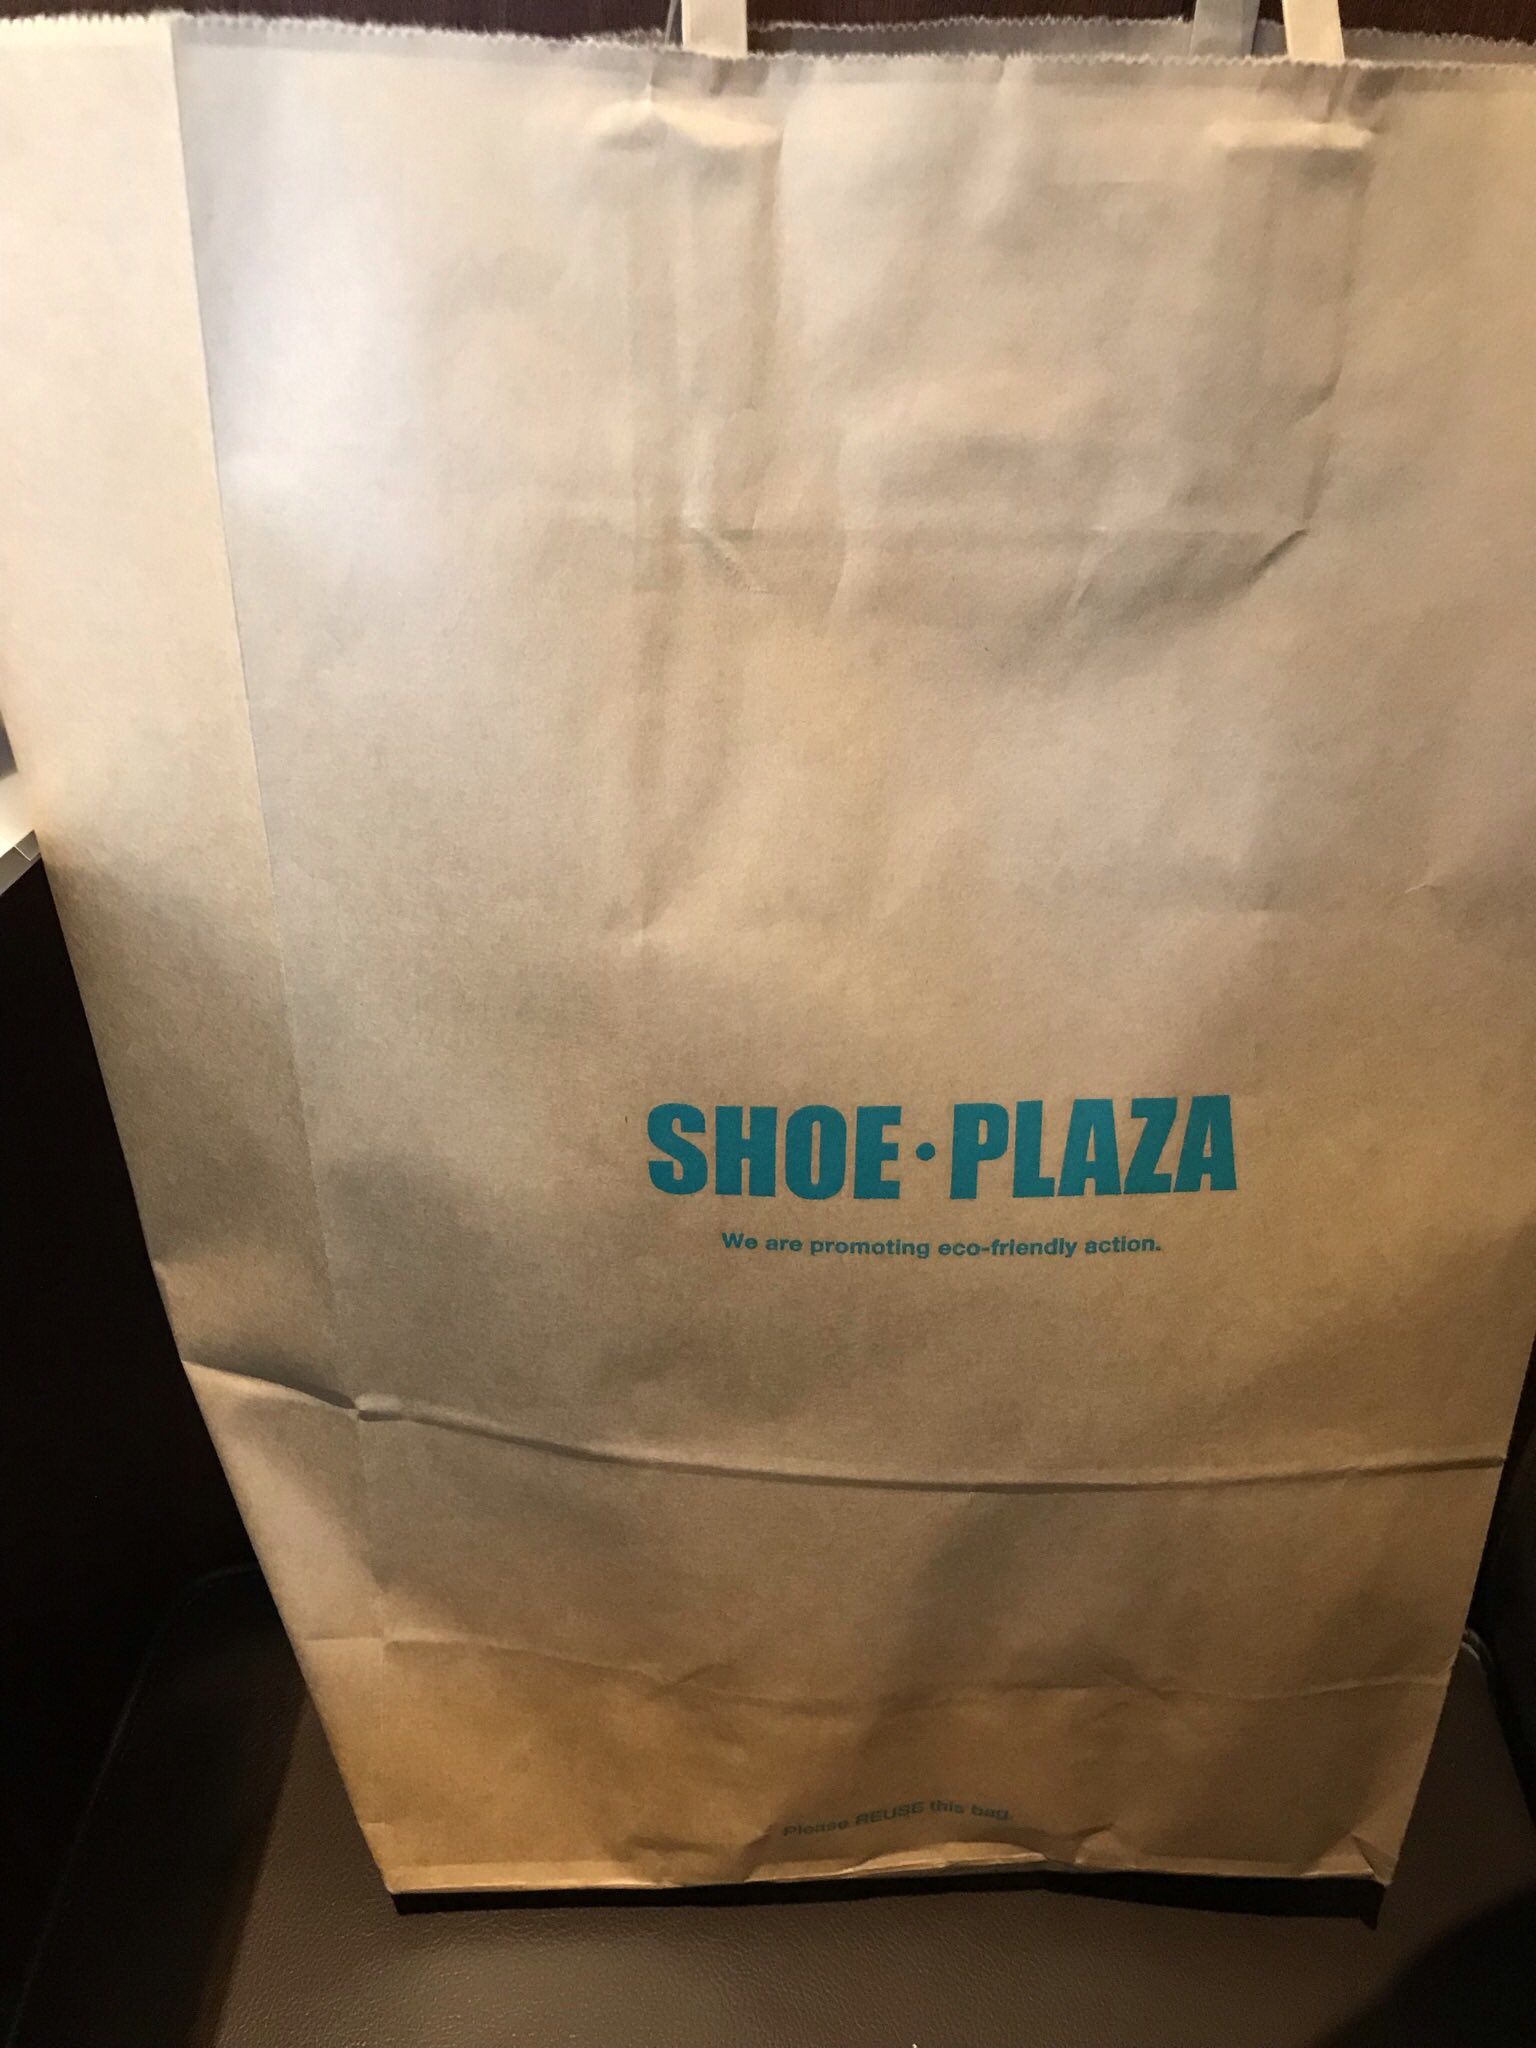 SHOE・PLAZA
We are promoting eco-friendly action.
Please REUSE this bag.